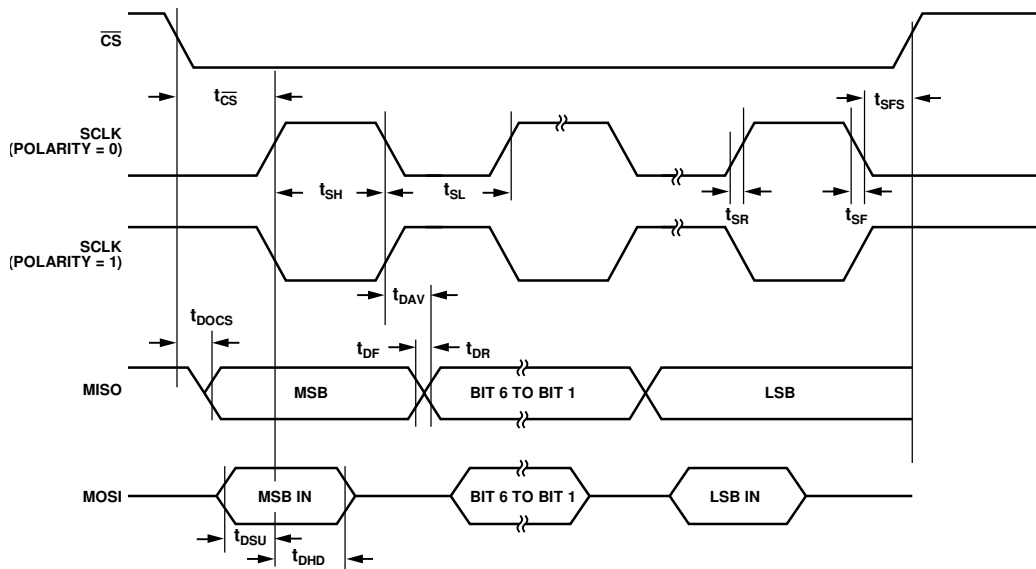 CS
tCS
tSFS
SCLK
(POLARITY = 0)
tSH
tSL
tSR
tSF
SCLK
(POLARITY = 1)
tDAV
tDOCS
tDF
tDR
MISO
MSB
BIT 6 TO BIT 1
LSB
MOSI
MSB IN
BIT 6 TO BIT 1
LSB IN
tDSU
tDHD